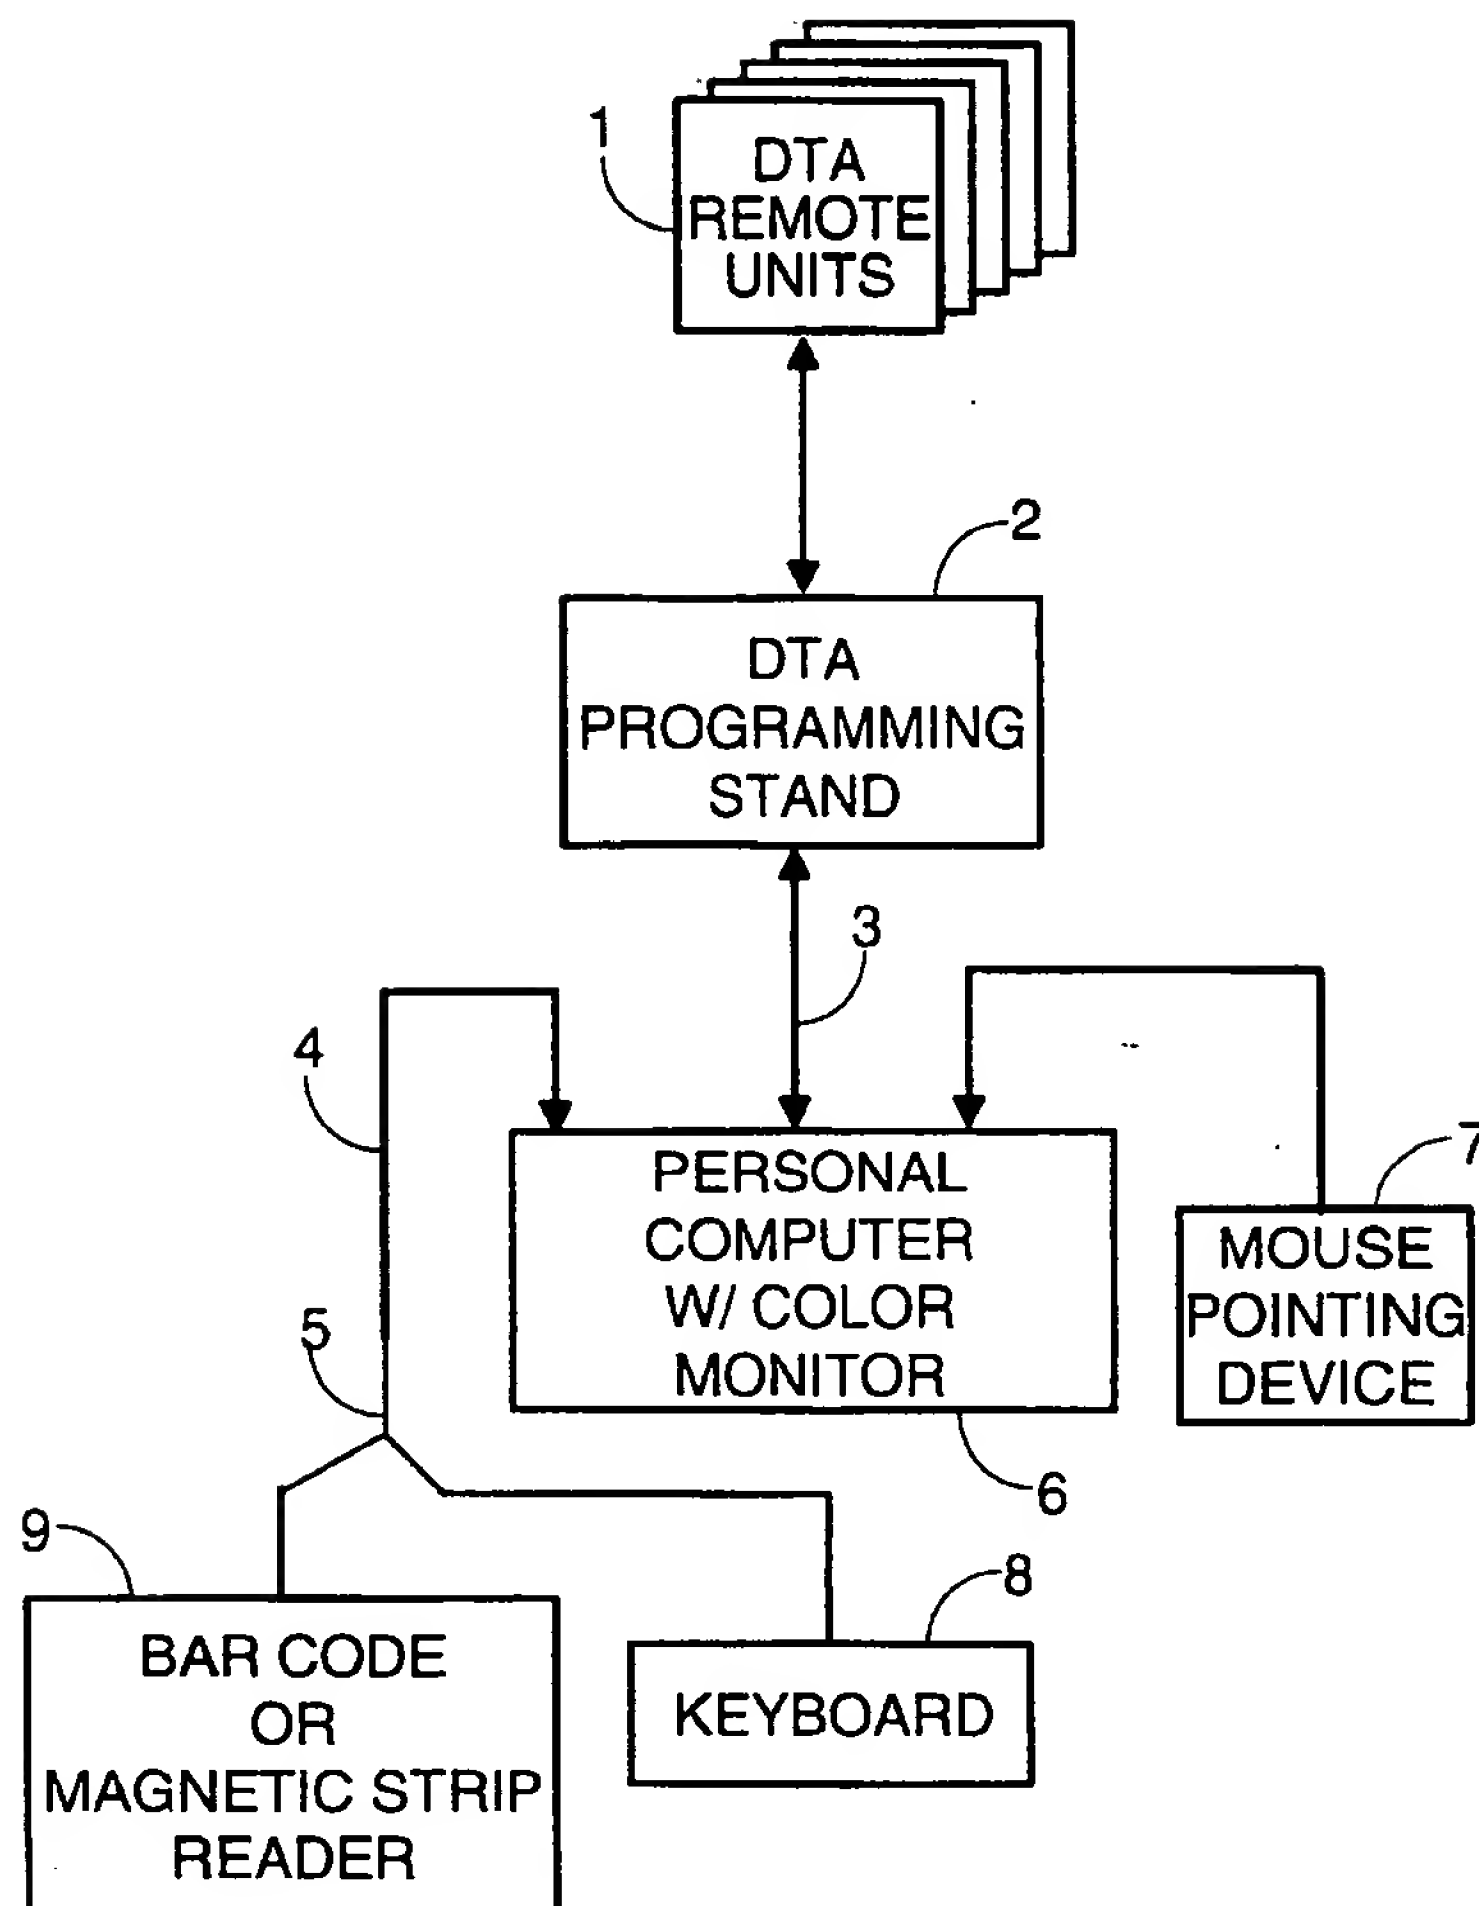 1
DTA
REMOTE
UNITS
2
DTA
PROGRAMMING
STAND
3
4
PERSONAL
COMPUTER
W/ COLOR
MONITOR
7
MOUSE
POINTING
DEVICE
5
6
9
BAR CODE
OR
MAGNETIC STRIP
READER
8
KEYBOARD